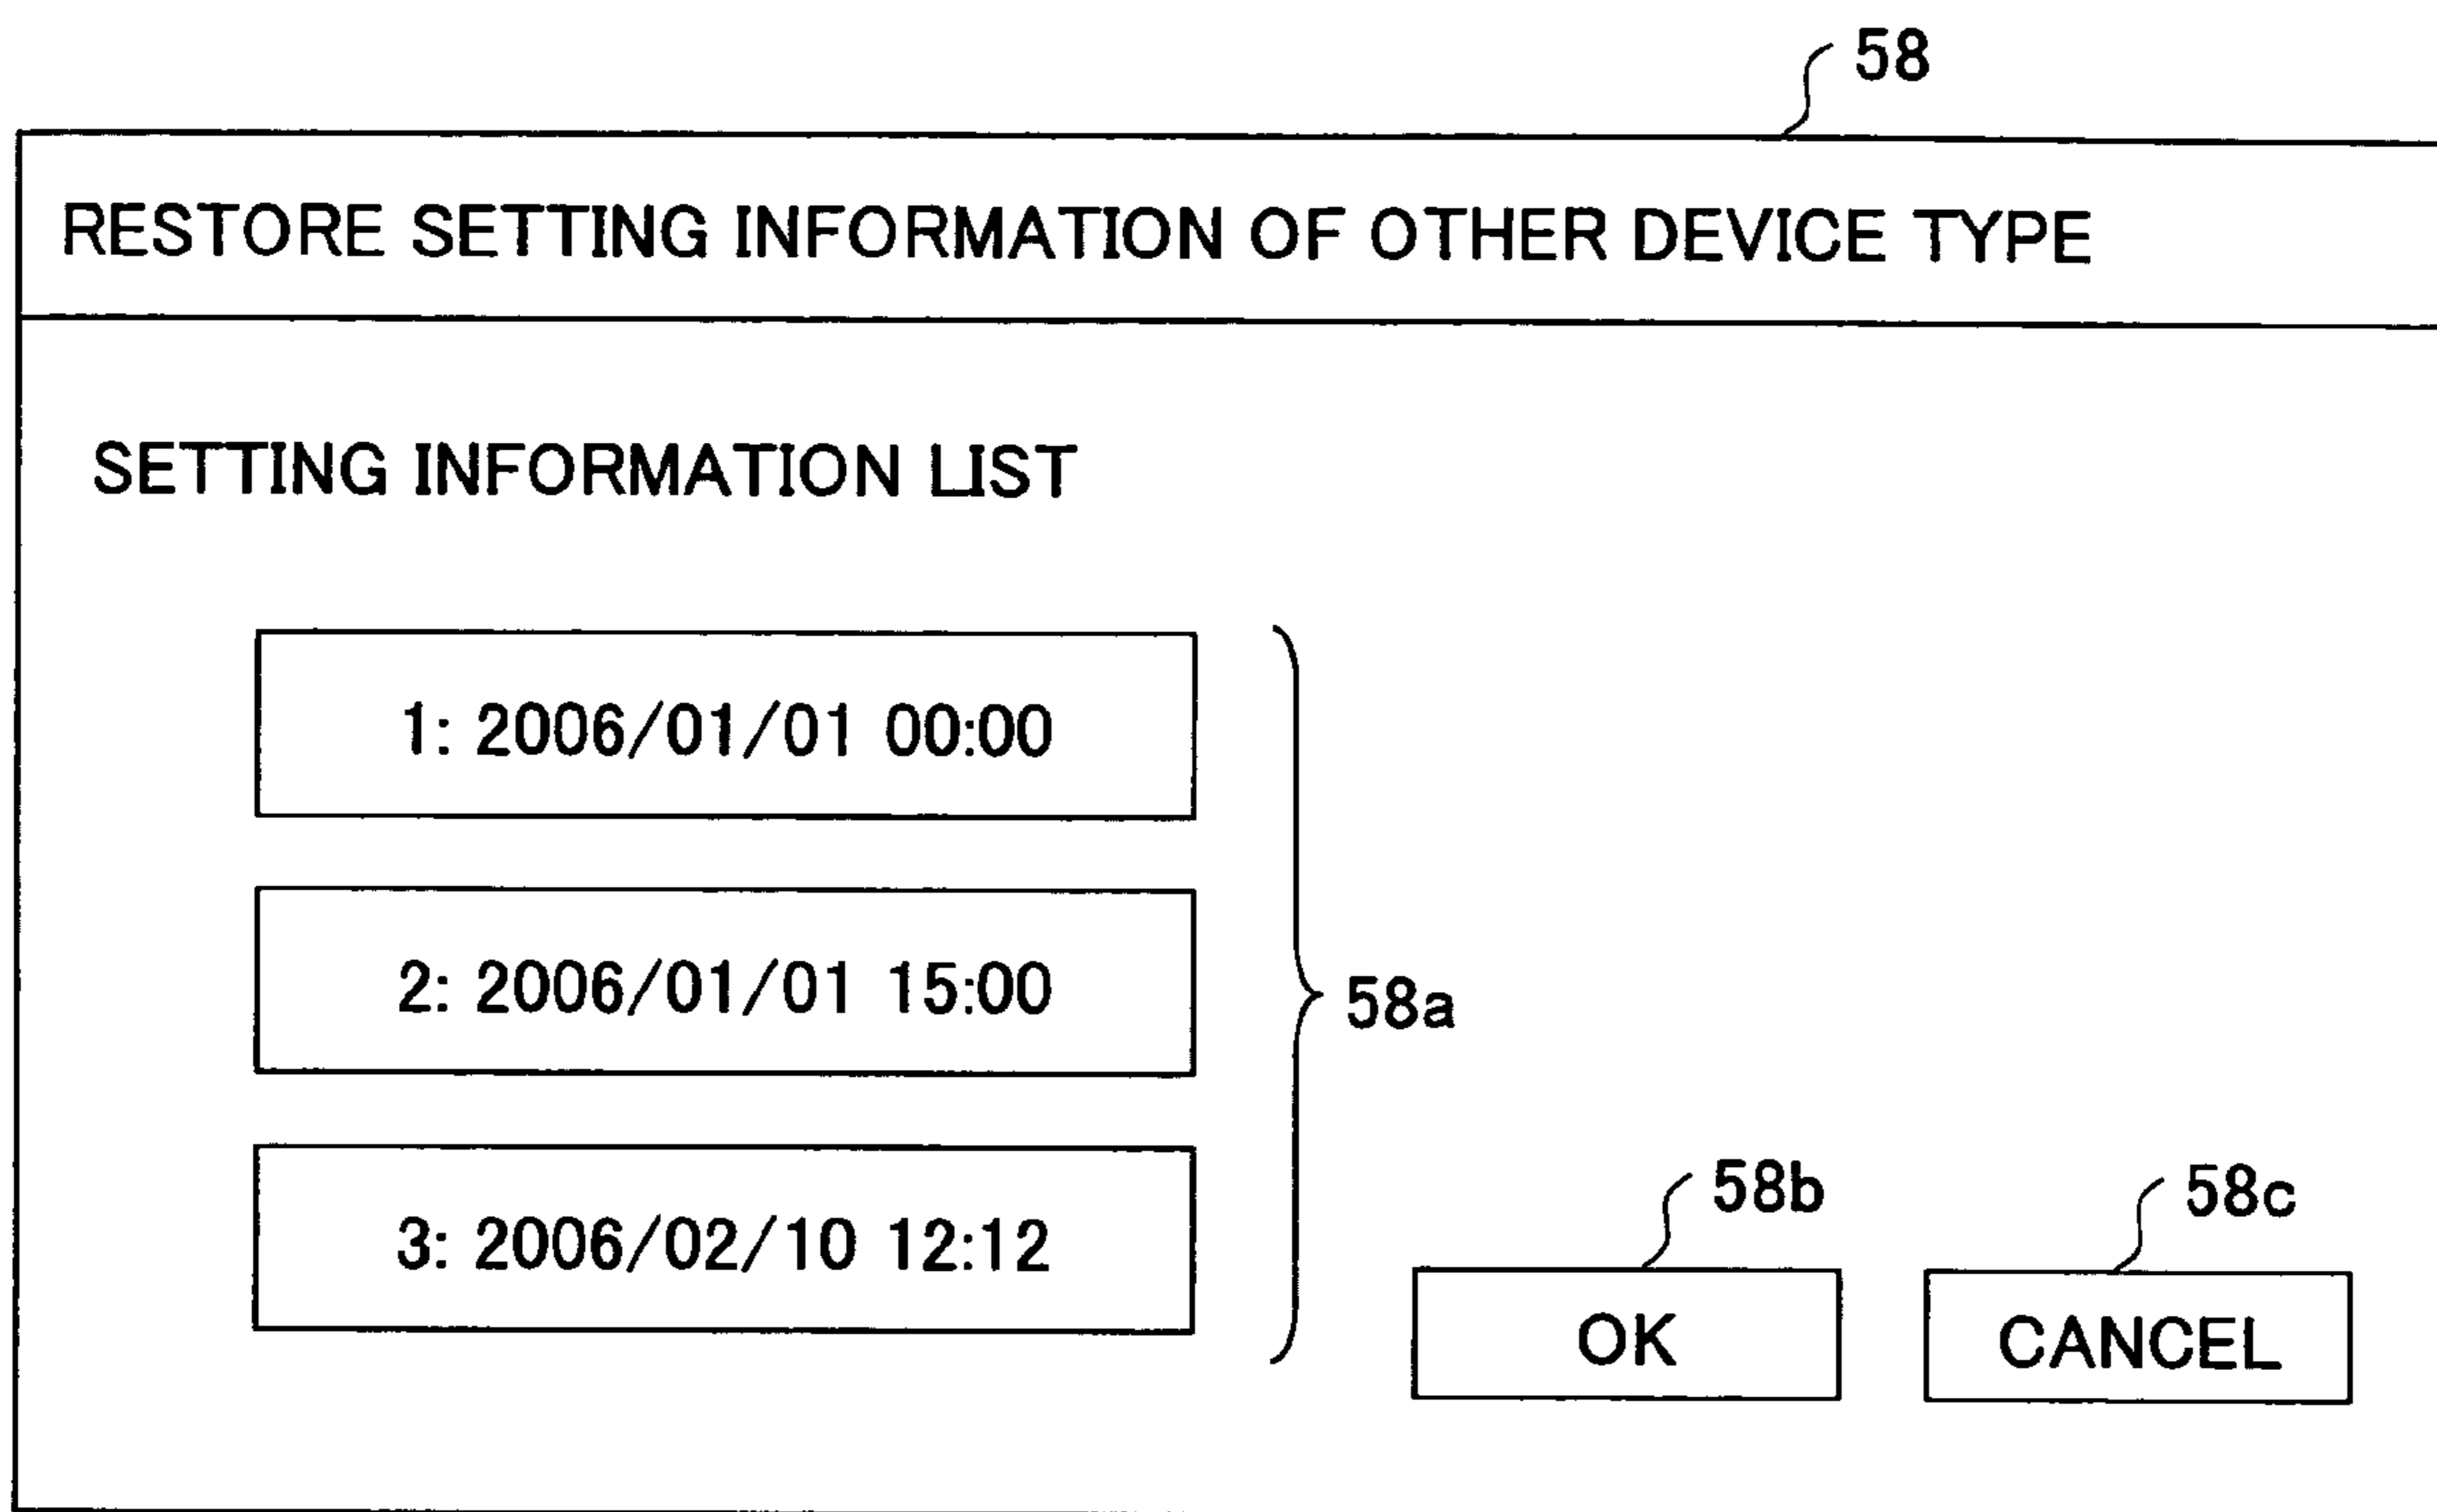 58
RESTORE SETTING INFORMATION OF OTHER DEVICE TYPE
SETTING INFORMATION LIST
1: 2006/01/01 00:00
2: 2006/01/01 15:00
58a
3: 2006/02/10 12:12
58b
58c
OK
CANCEL